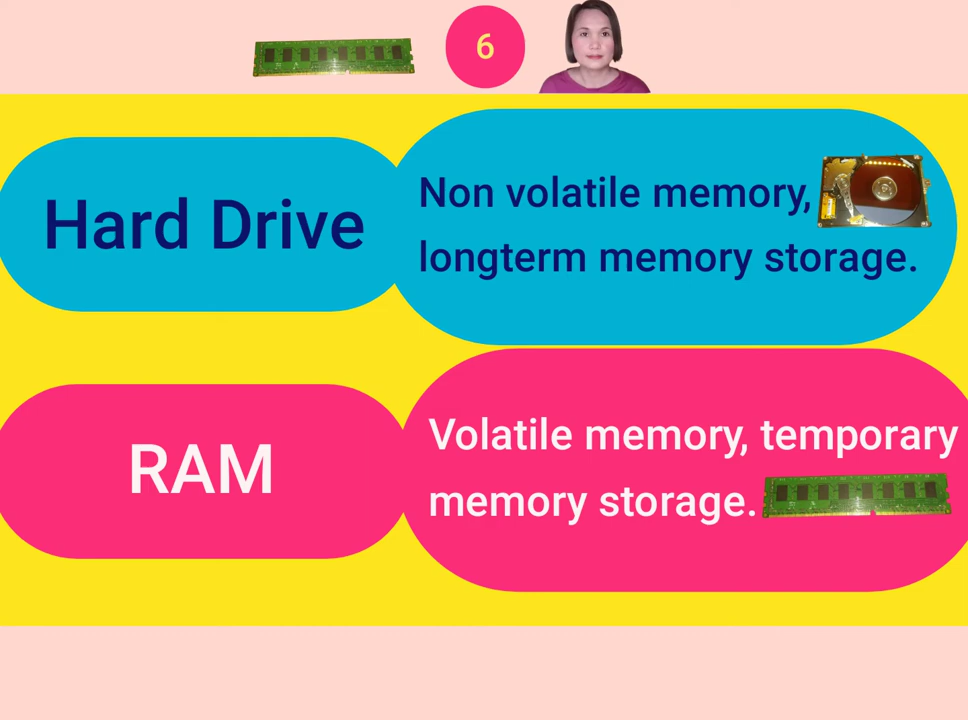 6
Hard Drive
Non volatile memory,
longterm memory storage.
RAM
Volatile memory, temporary
memory storage.